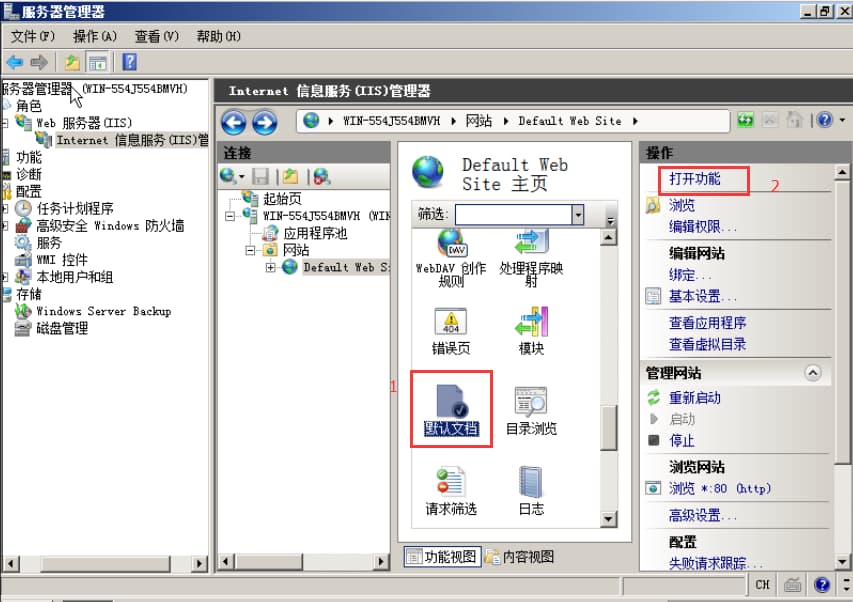 服务器管理器
文件(F) 操作(A) 查看(V) 帮助(H)
服务器管理器 (WIN-554J554BMVH)
角色
Web 服务器(IIS)
Internet 信息服务(IIS)管
功能
诊断
配置
任务计划程序
高级安全 Windows 防火墙
服务
WMI 控件
本地用户和组
存储
Windows Server Backup
磁盘管理
Internet 信息服务(IIS)管理器
WIN-554J554BMVH 网站 Default Web Site
连接
起始页
WIN-554J554BMVH (WIN
应用程序池
网站
Default Web S
Default Web
Site 主页
筛选:
WebDAV 创作
规则
处理程序映
射
404
错误页
模块
1
默认文档
目录浏览
请求筛选
日志
功能视图
内容视图
操作
打开功能
2
浏览
编辑权限...
编辑网站
绑定...
基本设置...
查看应用程序
查看虚拟目录
管理网站
重新启动
启动
停止
浏览网站
浏览 *:80 (http)
高级设置...
配置
失败请求跟踪...
CH